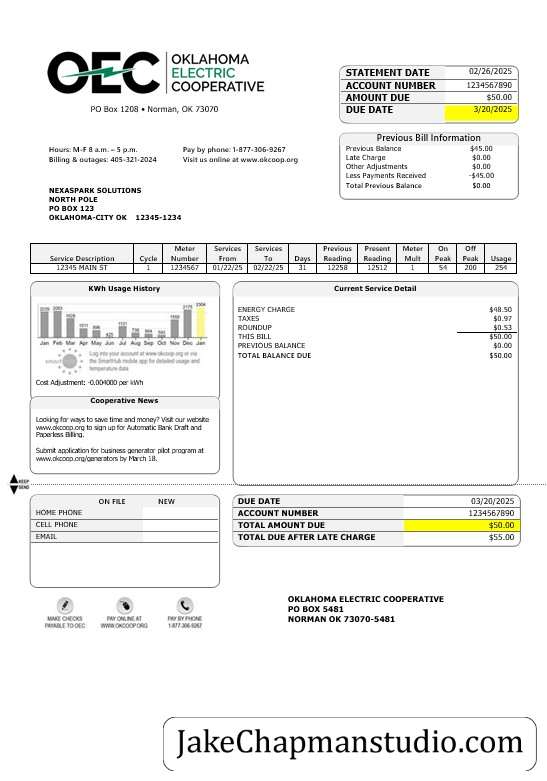 OEC OKLAHOMA
ELECTRIC
COOPERATIVE
PO Box 1208 • Norman, OK 73070
STATEMENT DATE 02/26/2025
ACCOUNT NUMBER 1234567890
AMOUNT DUE $50.00
DUE DATE 3/20/2025
Previous Bill Information
Previous Balance $45.00
Late Charge $0.00
Other Adjustments $0.00
Less Payments Received -$45.00
Total Previous Balance $0.00
Hours: M-F 8 a.m. – 5 p.m. Pay by phone: 1-877-306-9267
Billing & outages: 405-321-2024 Visit us online at www.okcoop.org
NEXASPARK SOLUTIONS
NORTH POLE
PO BOX 123
OKLAHOMA-CITY OK 12345-1234
Meter Services Services Previous Present Meter On Off
Service Description Cycle Number From To Days Reading Reading Mult Peak Peak Usage
12345 MAIN ST 1 1234567 01/22/25 02/22/25 31 12258 12512 1 54 200 254
KWh Usage History
Jan Feb Mar Apr May Jun Jul Aug Sep Oct Nov Dec Jan
Log into your account at www.okcoop.org or via
the SmartHub mobile app for detailed usage and
temperature data
Cost Adjustment: -0.004000 per kWh
Cooperative News
Looking for ways to save time and money? Visit our website
www.okcoop.org to sign up for Automatic Bank Draft and
Paperless Billing.
Submit application for business generator pilot program at
www.okcoop.org/generators by March 18.
Current Service Detail
ENERGY CHARGE $48.50
TAXES $0.97
ROUNDUP $0.53
THIS BILL $50.00
PREVIOUS BALANCE $0.00
TOTAL BALANCE DUE $50.00
KEEP
SEND
ON FILE NEW
HOME PHONE
CELL PHONE
EMAIL
DUE DATE 03/20/2025
ACCOUNT NUMBER 1234567890
TOTAL AMOUNT DUE $50.00
TOTAL DUE AFTER LATE CHARGE $55.00
MAKE CHECKS PAY ONLINE AT PAY BY PHONE
PAYABLE TO OEC WWW.OKCOOP.ORG 1-877-306-9267
OKLAHOMA ELECTRIC COOPERATIVE
PO BOX 5481
NORMAN OK 73070-5481
JakeChapmanstudio.com